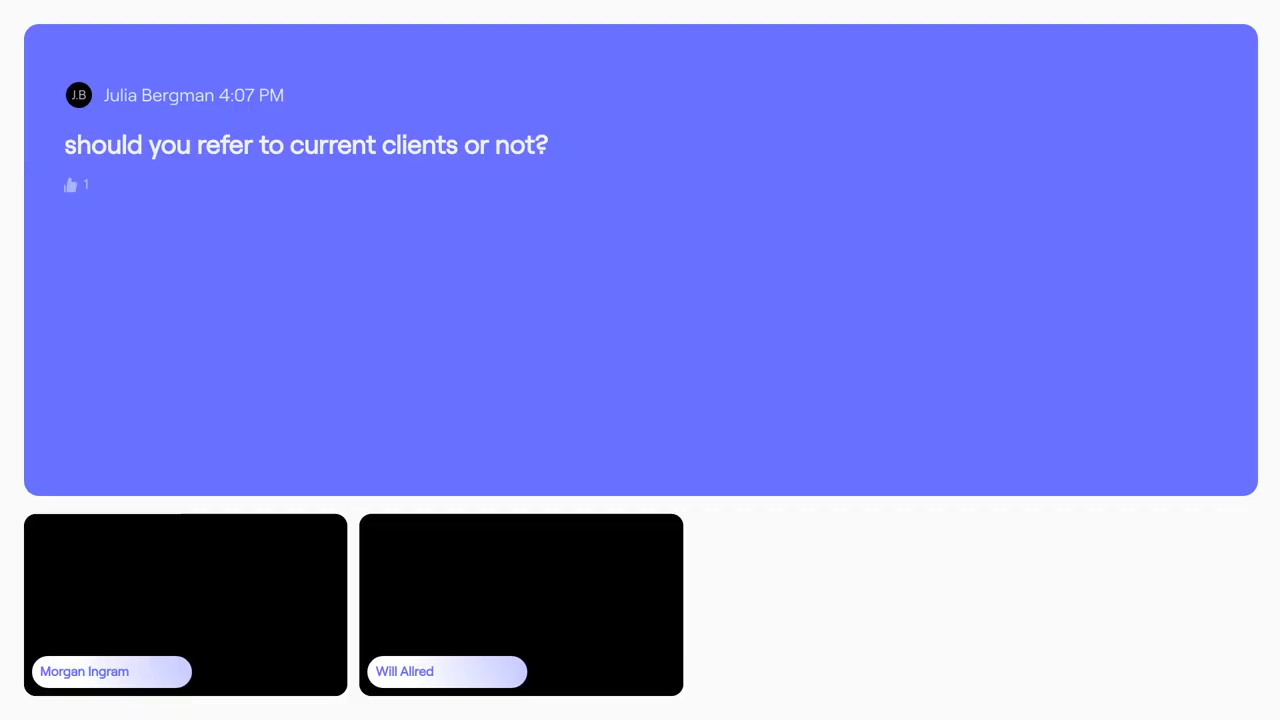 J.B Julia Bergman 4:07 PM
should you refer to current clients or not?
1
Morgan Ingram
Will Allred